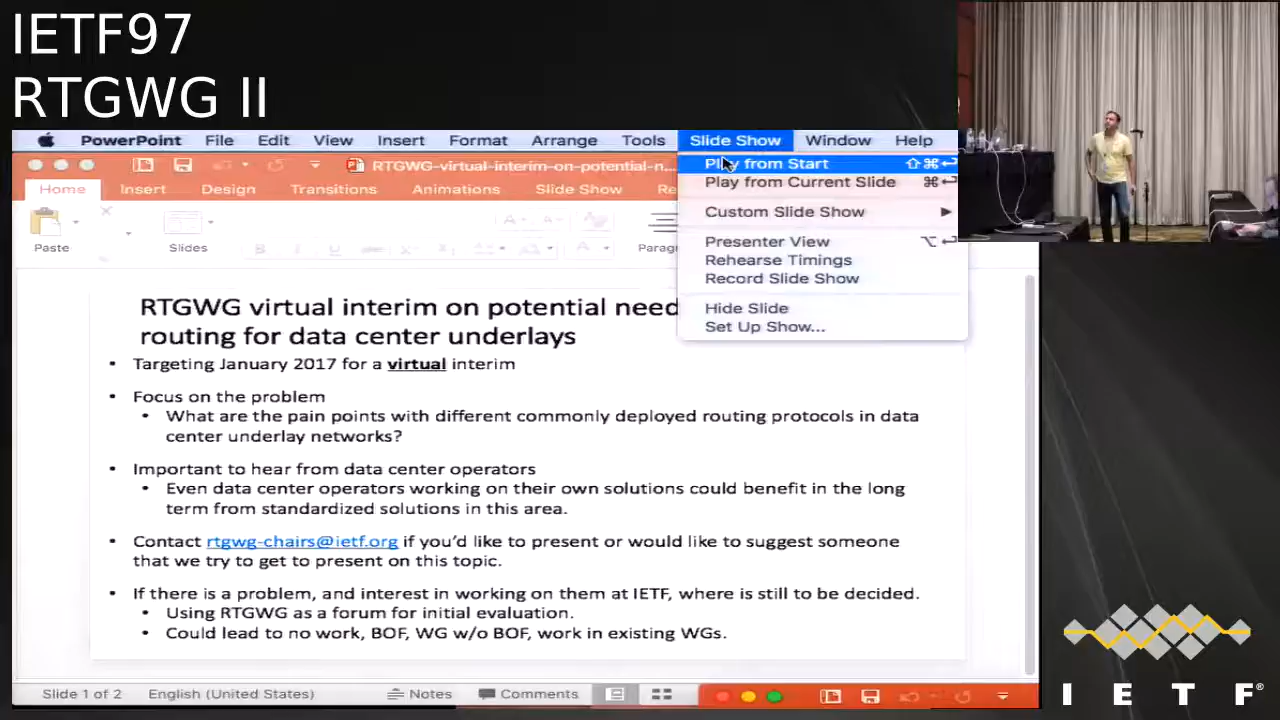 IETF97
RTGWG II
PowerPoint File Edit View Insert Format Arrange Tools Slide Show Window Help
RTGWG-virtual-interim-on-potential-n...
Home Insert Design Transitions Animations Slide Show Re
Paste Slides B I U Paragr
Play from Start ⇧⌘↩
Play from Current Slide ⌘↩
Custom Slide Show
Presenter View ⌥↩
Rehearse Timings
Record Slide Show
Hide Slide
Set Up Show...
RTGWG virtual interim on potential need
routing for data center underlays
• Targeting January 2017 for a virtual interim
• Focus on the problem
• What are the pain points with different commonly deployed routing protocols in data
center underlay networks?
• Important to hear from data center operators
• Even data center operators working on their own solutions could benefit in the long
term from standardized solutions in this area.
• Contact rtgwg-chairs@ietf.org if you'd like to present or would like to suggest someone
that we try to get to present on this topic.
• If there is a problem, and interest in working on them at IETF, where is still to be decided.
• Using RTGWG as a forum for initial evaluation.
• Could lead to no work, BOF, WG w/o BOF, work in existing WGs.
Slide 1 of 2 English (United States) Notes Comments
I E T F®